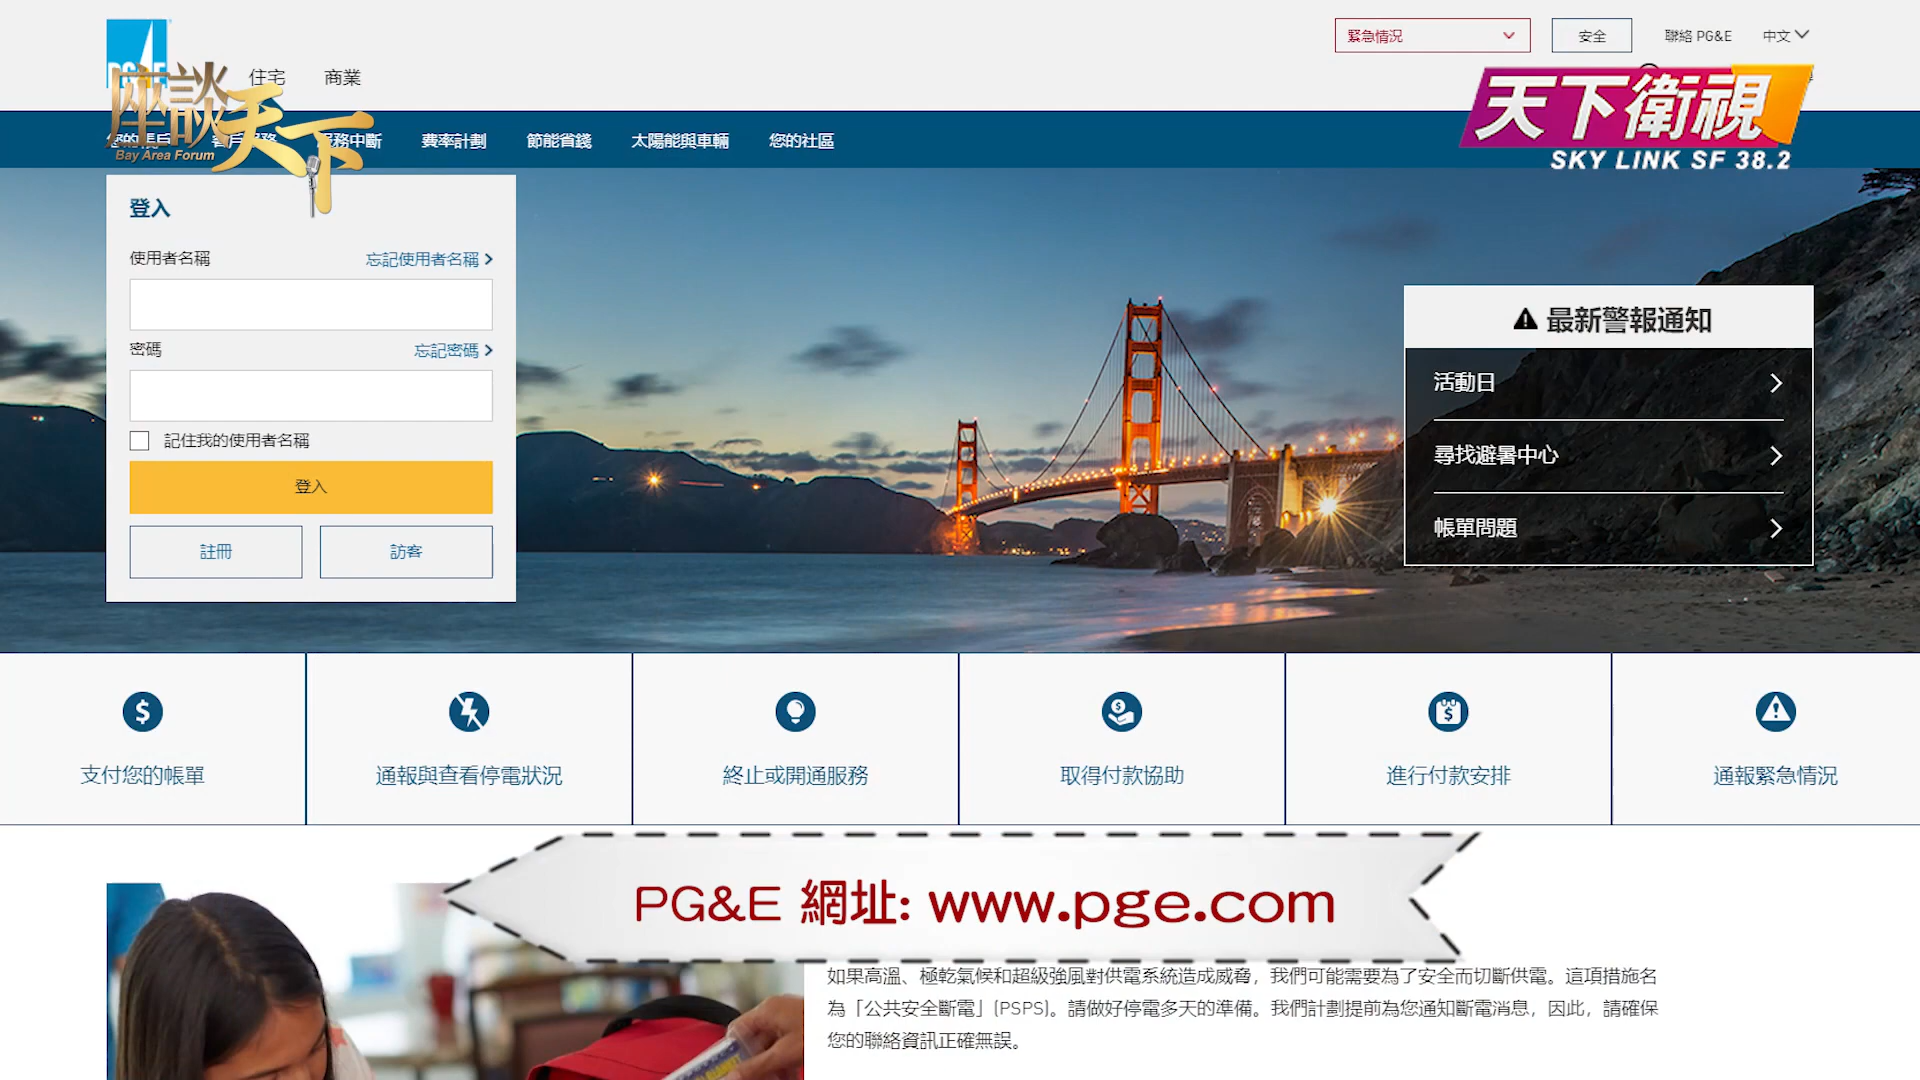 緊急情況
安全
聯絡 PG&E
中文
住宅
商業
座談天下
Bay Area Forum
天下衛視
SKY LINK SF 38.2
服務中斷
費率計劃
節能省錢
太陽能與車輛
您的社區
登入
使用者名稱
忘記使用者名稱
密碼
忘記密碼
記住我的使用者名稱
登入
註冊
訪客
最新警報通知
活動日
尋找避暑中心
帳單問題
支付您的帳單
通報與查看停電狀況
終止或開通服務
取得付款協助
進行付款安排
通報緊急情況
PG&E 網址: www.pge.com
如果高溫、極乾氣候和超級強風對供電系統造成威脅，我們可能需要為了安全而切斷供電。這項措施名
為「公共安全斷電」(PSPS)。請做好停電多天的準備。我們計劃提前為您通知斷電消息，因此，請確保
您的聯絡資訊正確無誤。